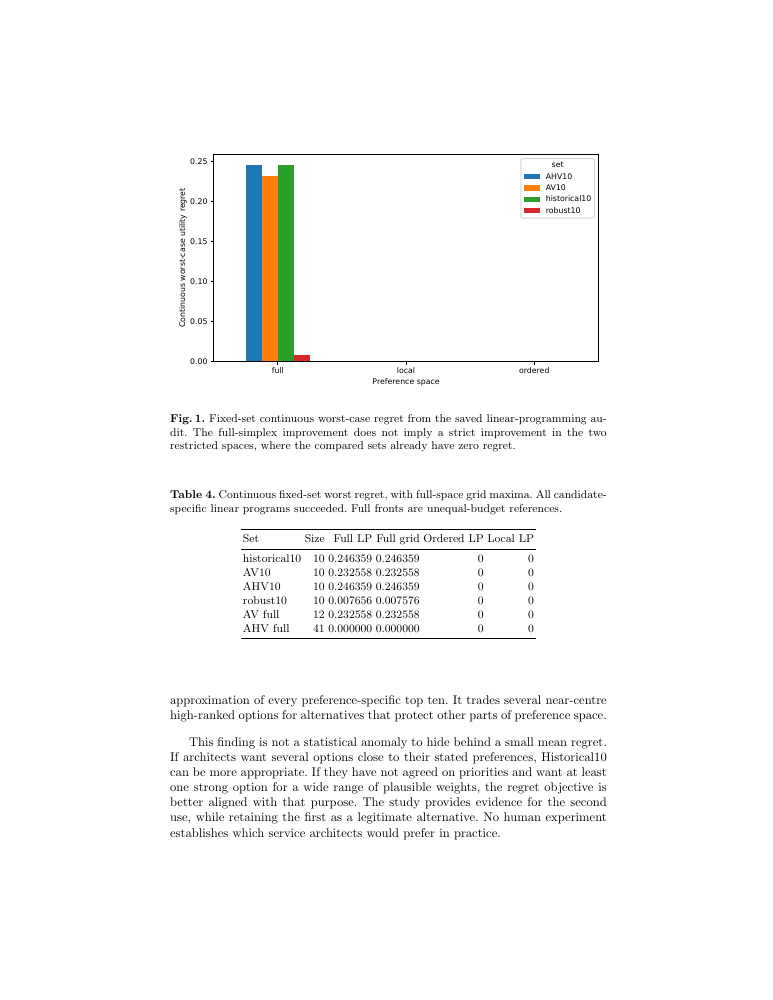 0.25
0.20
0.15
0.10
0.05
0.00
Continuous worst-case utility regret
set
AHV10
AV10
historical10
robust10
full local ordered
Preference space
Fig. 1. Fixed-set continuous worst-case regret from the saved linear-programming au-
dit. The full-simplex improvement does not imply a strict improvement in the two
restricted spaces, where the compared sets already have zero regret.
Table 4. Continuous fixed-set worst regret, with full-space grid maxima. All candidate-
specific linear programs succeeded. Full fronts are unequal-budget references.
Set Size Full LP Full grid Ordered LP Local LP
historical10 10 0.246359 0.246359 0 0
AV10 10 0.232558 0.232558 0 0
AHV10 10 0.246359 0.246359 0 0
robust10 10 0.007656 0.007576 0 0
AV full 12 0.232558 0.232558 0 0
AHV full 41 0.000000 0.000000 0 0
approximation of every preference-specific top ten. It trades several near-centre
high-ranked options for alternatives that protect other parts of preference space.
This finding is not a statistical anomaly to hide behind a small mean regret.
If architects want several options close to their stated preferences, Historical10
can be more appropriate. If they have not agreed on priorities and want at least
one strong option for a wide range of plausible weights, the regret objective is
better aligned with that purpose. The study provides evidence for the second
use, while retaining the first as a legitimate alternative. No human experiment
establishes which service architects would prefer in practice.